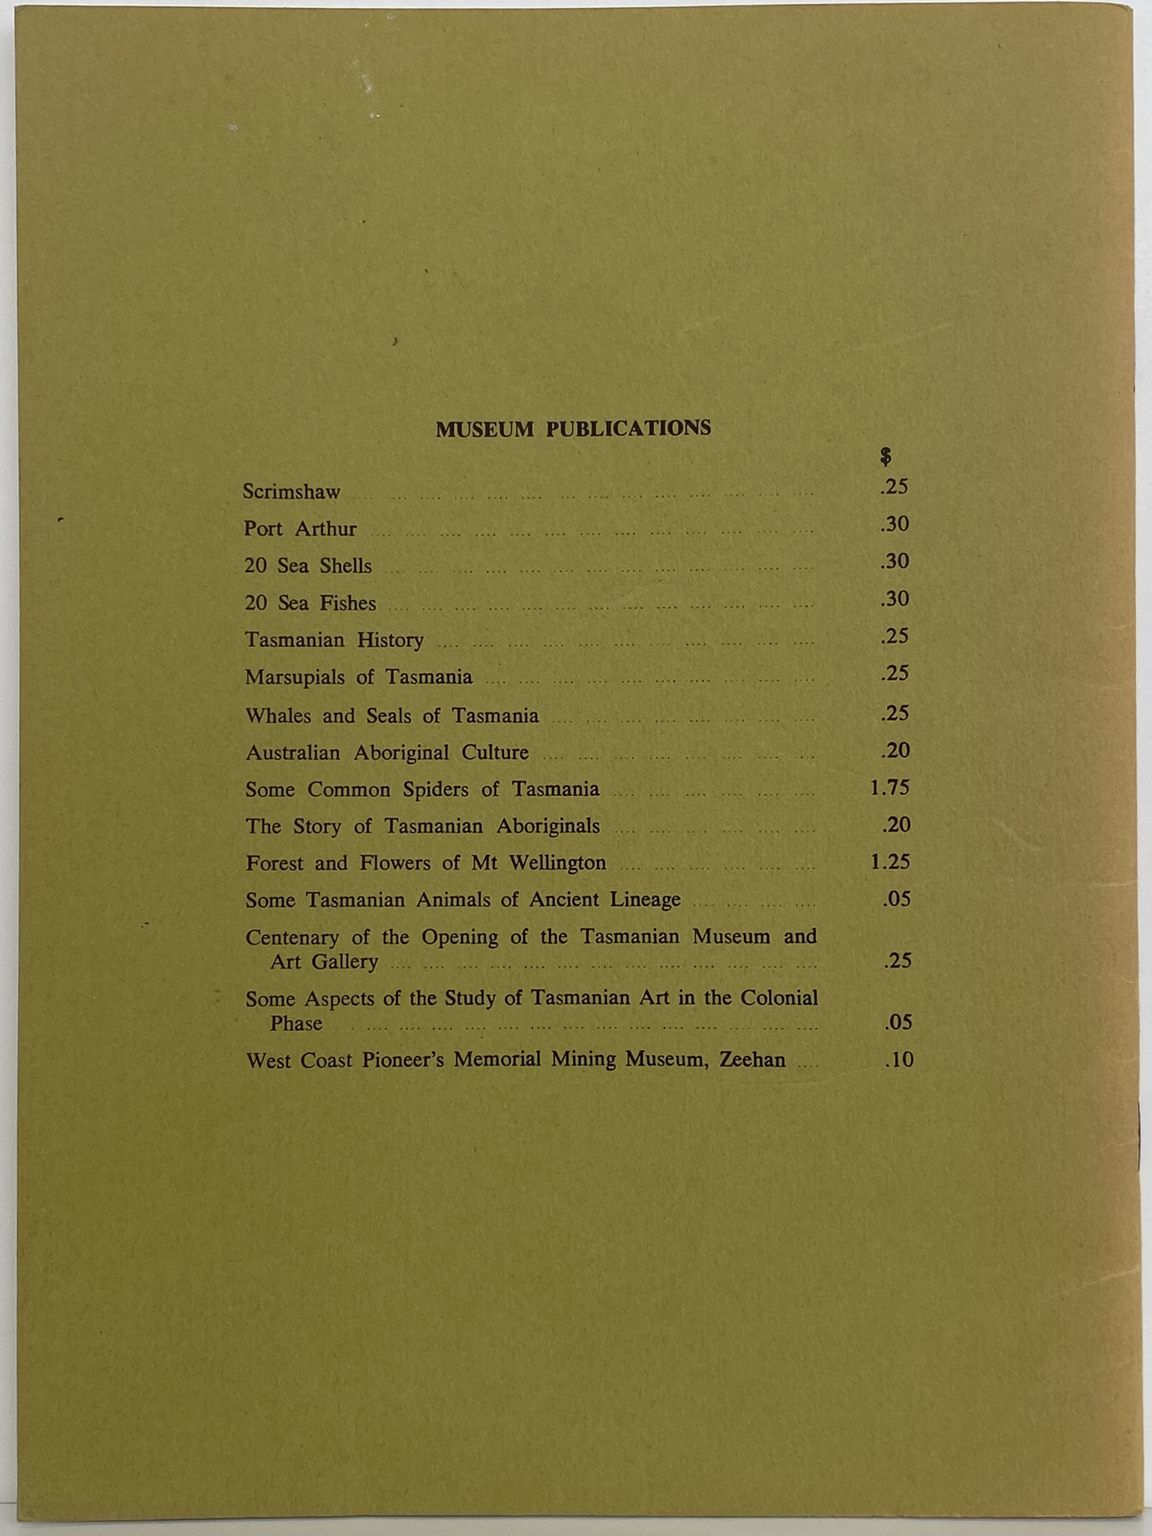 MUSEUM PUBLICATIONS
$
Scrimshaw .25
Port Arthur .30
20 Sea Shells .30
20 Sea Fishes .30
Tasmanian History .25
Marsupials of Tasmania .25
Whales and Seals of Tasmania .25
Australian Aboriginal Culture .20
Some Common Spiders of Tasmania 1.75
The Story of Tasmanian Aboriginals .20
Forest and Flowers of Mt Wellington 1.25
Some Tasmanian Animals of Ancient Lineage .05
Centenary of the Opening of the Tasmanian Museum and
Art Gallery .25
Some Aspects of the Study of Tasmanian Art in the Colonial
Phase .05
West Coast Pioneer's Memorial Mining Museum, Zeehan .10